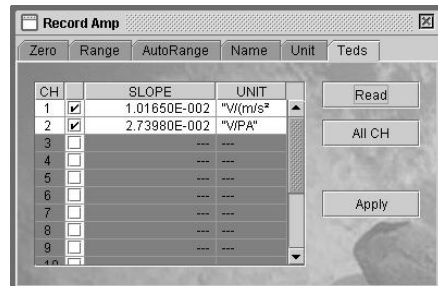 Record Amp
Zero Range AutoRange Name Unit Teds
CH SLOPE UNIT
1 1.01650E-002 "V/(m/s²
2 2.73980E-002 "V/PA"
3 --- ---
4 --- ---
5 --- ---
6 --- ---
7 --- ---
8 --- ---
9 --- ---
10
Read
All CH
Apply